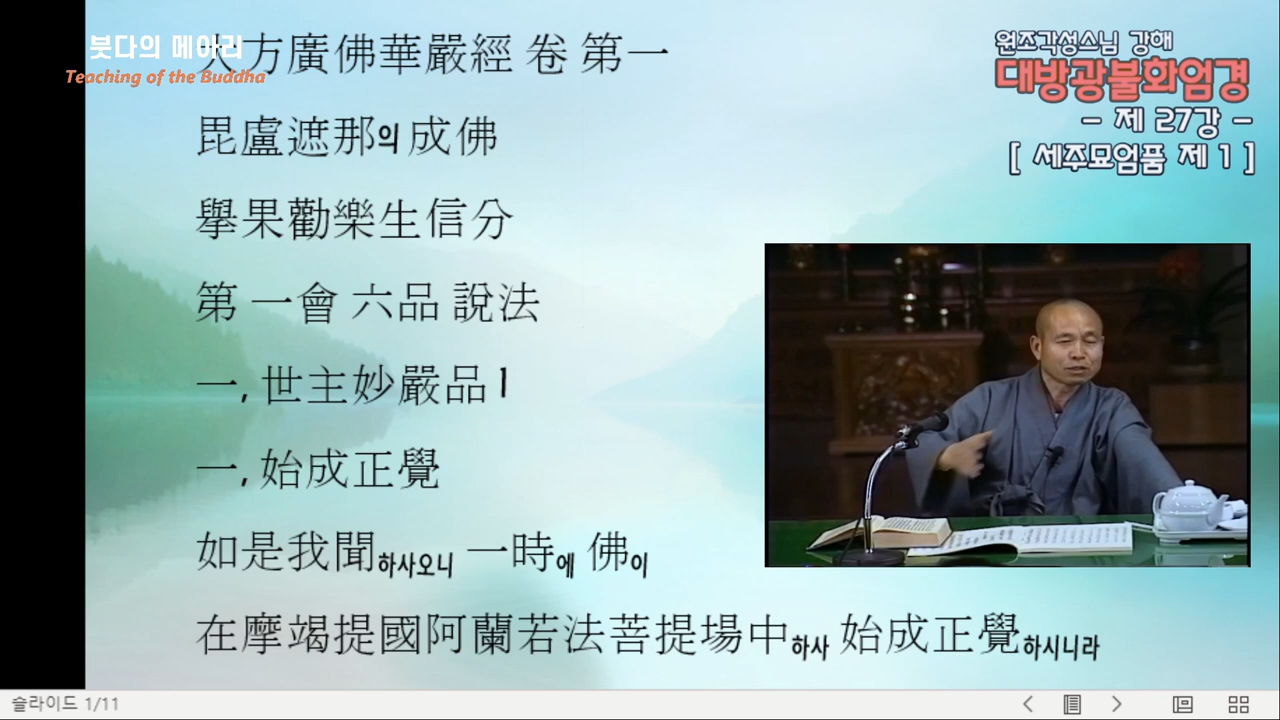 붓다의 메아리
Teaching of the Buddha
大方廣佛華嚴經 卷 第一
毘盧遮那의 成佛
擧果勸樂生信分
第 一會 六品 說法
一, 世主妙嚴品 1
一, 始成正覺
如是我聞하사오니 一時에 佛이
在摩竭提國阿蘭若法菩提場中하사 始成正覺하시니라
원조각성스님 강해
대방광불화엄경
- 제 27강 -
[ 세주묘엄품 제 1 ]
슬라이드 1/11